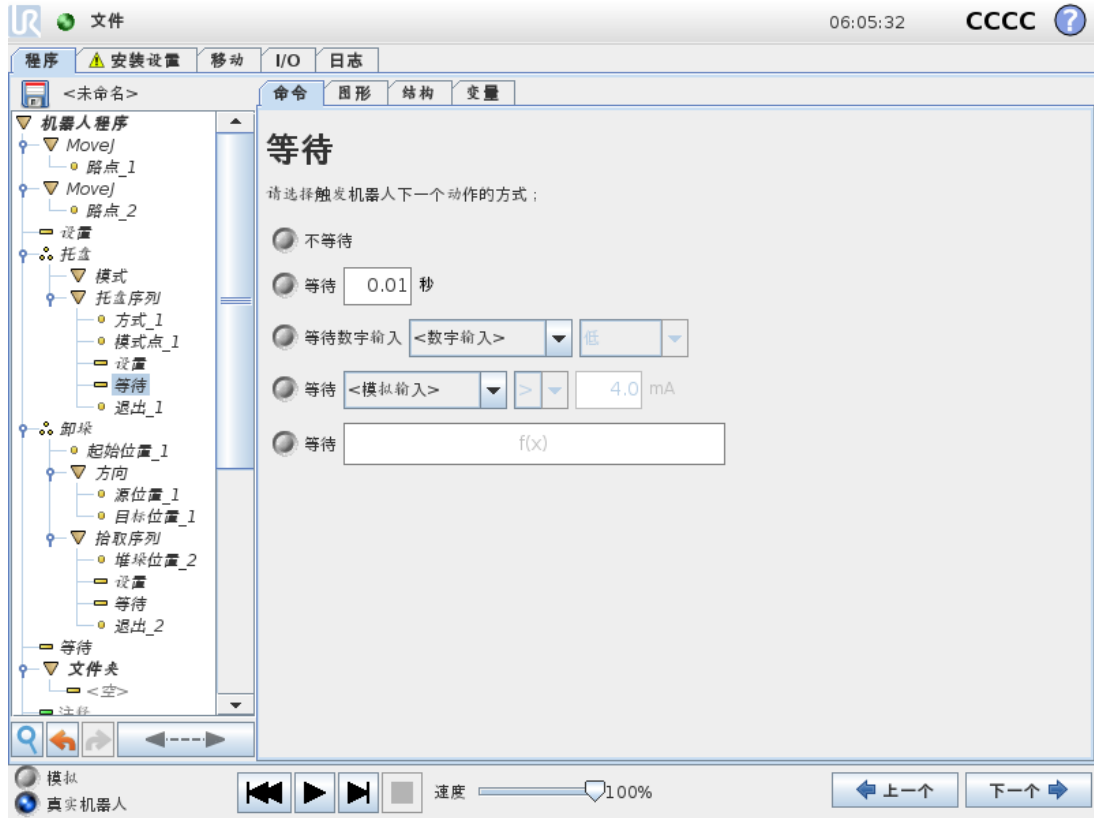 UR 文件 06:05:32 CCCC ?
程序 安装设置 移动 I/O 日志
<未命名> 命令 图形 结构 变量
机器人程序
MoveJ
路点_1
MoveJ
路点_2
设置
托盘
模式
托盘序列
方式_1
模式点_1
设置
等待
退出_1
卸垛
起始位置_1
方向
源位置_1
目标位置_1
拾取序列
堆垛位置_2
设置
等待
退出_2
等待
文件夹
<空>
注释
等待
请选择触发机器人下一个动作的方式；
不等待
等待 0.01 秒
等待数字输入 <数字输入> 低
等待 <模拟输入> > 4.0 mA
等待 f(x)
模拟
真实机器人
速度 100% 上一个 下一个